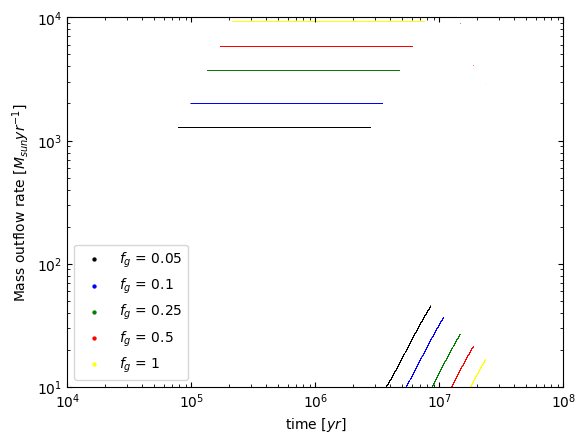 10^4
10^3
10^2
10^1
Mass outflow rate [M_{sun}yr^{-1}]
f_g = 0.05
f_g = 0.1
f_g = 0.25
f_g = 0.5
f_g = 1
10^4 10^5 10^6 10^7 10^8
time [yr]